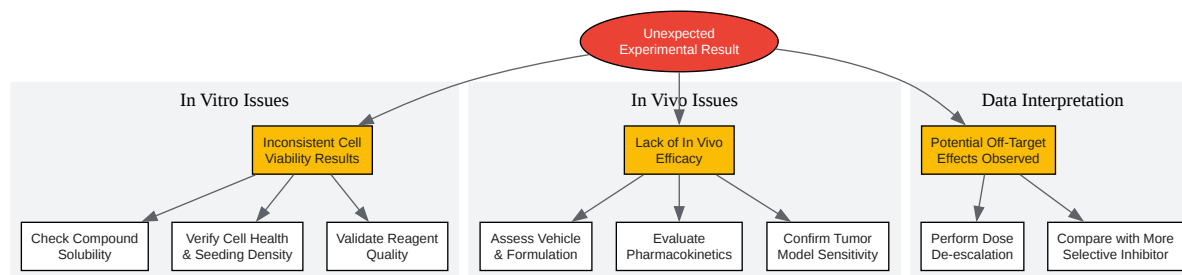 Unexpected
Experimental Result
In Vitro Issues
In Vivo Issues
Data Interpretation
Inconsistent Cell
Viability Results
Lack of In Vivo
Efficacy
Potential Off-Target
Effects Observed
Check Compound
Solubility
Verify Cell Health
& Seeding Density
Validate Reagent
Quality
Assess Vehicle
& Formulation
Evaluate
Pharmacokinetics
Confirm Tumor
Model Sensitivity
Perform Dose
De-escalation
Compare with More
Selective Inhibitor